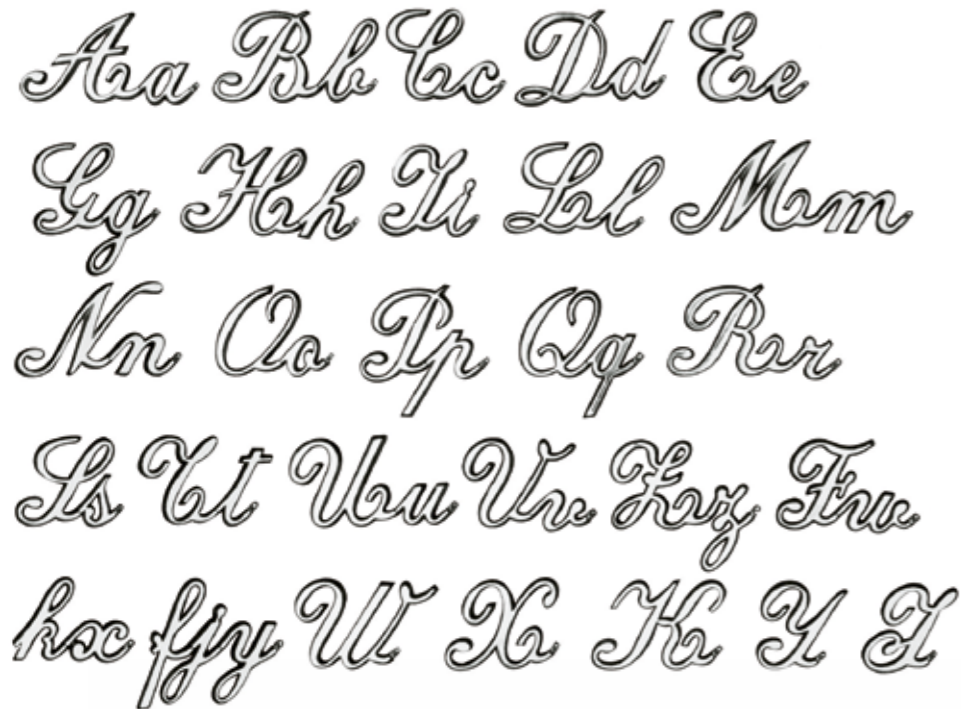 Aa Bb Cc Dd Ee
Gg Hh Ii Ll Mm
Nn Oo Pp Qq Rr
Ss Tt Uu Vv Zz Fw
kx fjy W X K Y J